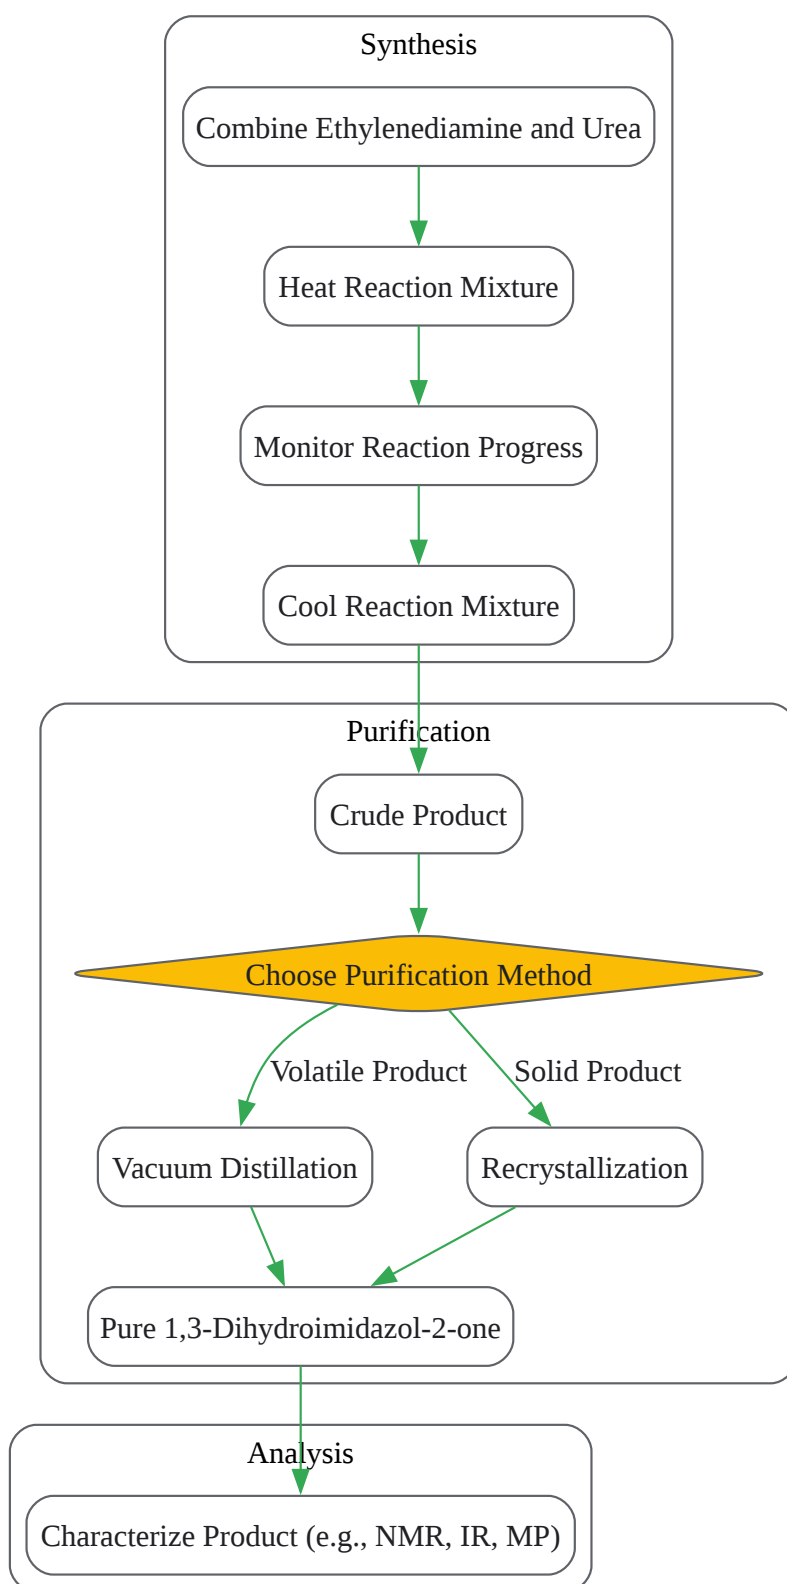 Synthesis
Combine Ethylenediamine and Urea
Heat Reaction Mixture
Monitor Reaction Progress
Cool Reaction Mixture
Purification
Crude Product
Choose Purification Method
Volatile Product
Solid Product
Vacuum Distillation
Recrystallization
Pure 1,3-Dihydroimidazol-2-one
Analysis
Characterize Product (e.g., NMR, IR, MP)